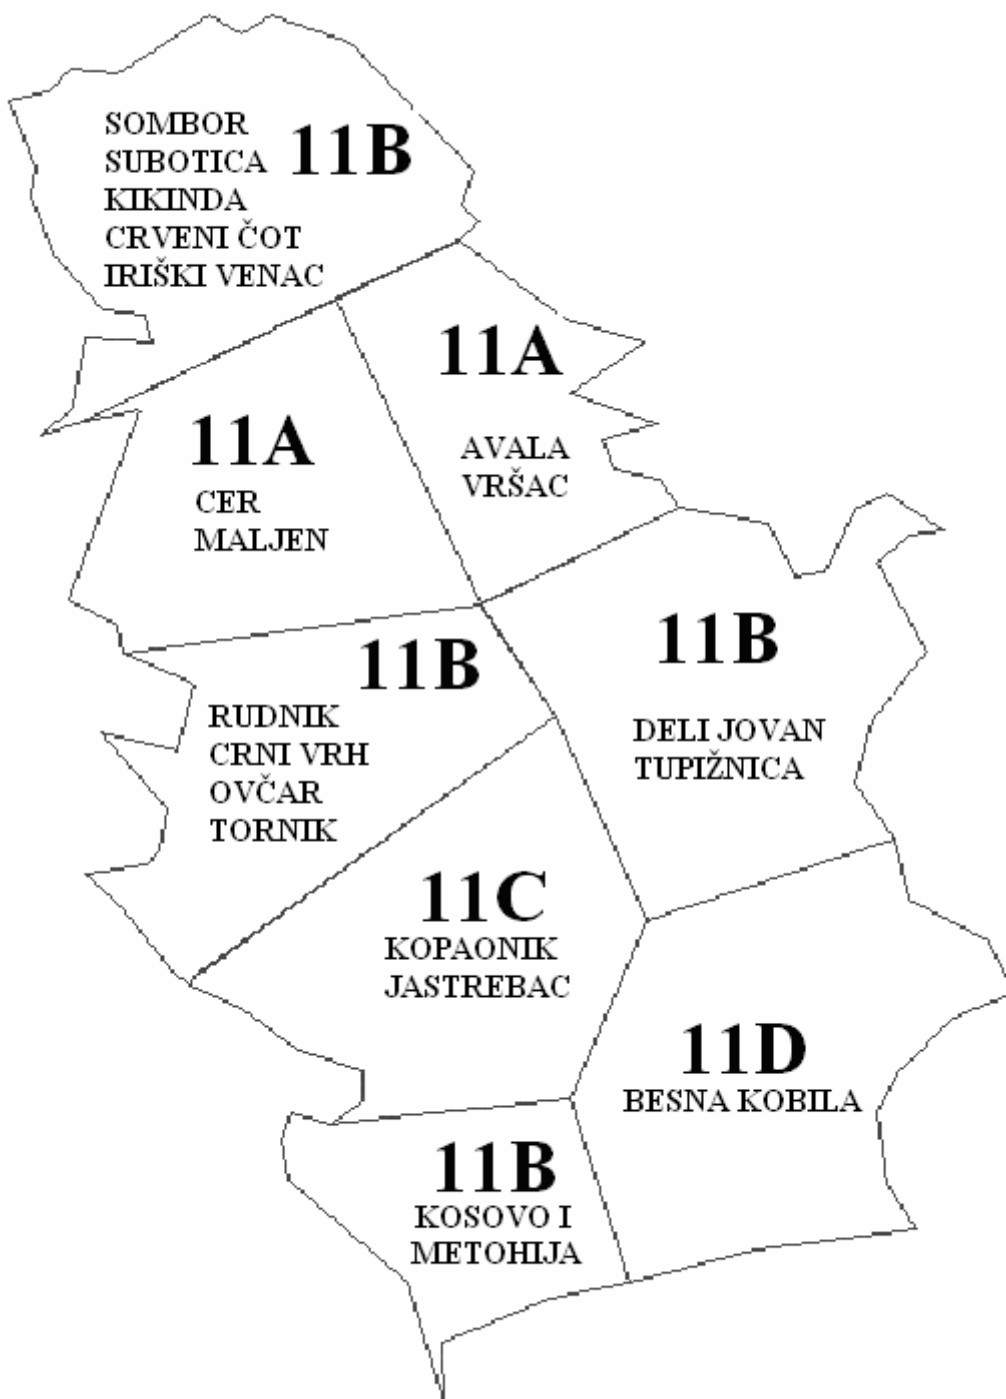 SOMBOR
SUBOTICA
KIKINDA
CRVENI ČOT
IRIŠKI VENAC
11B
11A
AVALA
VRŠAC
11A
CER
MALJEN
11B
RUDNIK
CRNI VRH
OVČAR
TORNIK
11B
DELI JOVAN
TUPIŽNICA
11C
KOPAONIK
JASTREBAC
11D
BESNA KOBILA
11B
KOSOVO I
METOHIJA